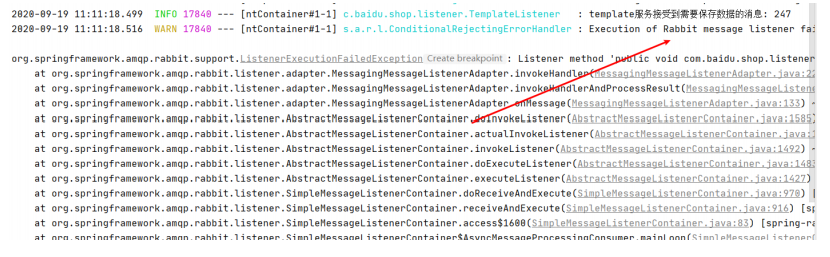 2020-09-19 11:11:18.499 INFO 17840 --- [ntContainer#1-1] c.baidu.shop.listener.TemplateListener : template服务接受到需要保存数据的消息: 247
2020-09-19 11:11:18.516 WARN 17840 --- [ntContainer#1-1] s.a.r.l.ConditionalRejectingErrorHandler : Execution of Rabbit message listener fai
org.springframework.amqp.rabbit.support.ListenerExecutionFailedException Create breakpoint : Listener method 'public void com.baidu.shop.listener
at org.springframework.amqp.rabbit.listener.adapter.MessagingMessageListenerAdapter.invokeHandler(MessagingMessageListenerAdapter.java:22
at org.springframework.amqp.rabbit.listener.adapter.MessagingMessageListenerAdapter.invokeHandlerAndProcessResult(MessagingMessageListene
at org.springframework.amqp.rabbit.listener.adapter.MessagingMessageListenerAdapter.onMessage(MessagingMessageListenerAdapter.java:133) ~
at org.springframework.amqp.rabbit.listener.AbstractMessageListenerContainer.doInvokeListener(AbstractMessageListenerContainer.java:1585)
at org.springframework.amqp.rabbit.listener.AbstractMessageListenerContainer.actualInvokeListener(AbstractMessageListenerContainer.java:1
at org.springframework.amqp.rabbit.listener.AbstractMessageListenerContainer.invokeListener(AbstractMessageListenerContainer.java:1492) ~
at org.springframework.amqp.rabbit.listener.AbstractMessageListenerContainer.doExecuteListener(AbstractMessageListenerContainer.java:1483
at org.springframework.amqp.rabbit.listener.AbstractMessageListenerContainer.executeListener(AbstractMessageListenerContainer.java:1427)
at org.springframework.amqp.rabbit.listener.SimpleMessageListenerContainer.doReceiveAndExecute(SimpleMessageListenerContainer.java:970) [
at org.springframework.amqp.rabbit.listener.SimpleMessageListenerContainer.receiveAndExecute(SimpleMessageListenerContainer.java:916) [sp
at org.springframework.amqp.rabbit.listener.SimpleMessageListenerContainer.access$1600(SimpleMessageListenerContainer.java:83) [spring-ra
at org.springframework.amqp.rabbit.listener.SimpleMessageListenerContainer$AsyncMessageProcessingConsumer.mainLoop(SimpleMessageListenerC